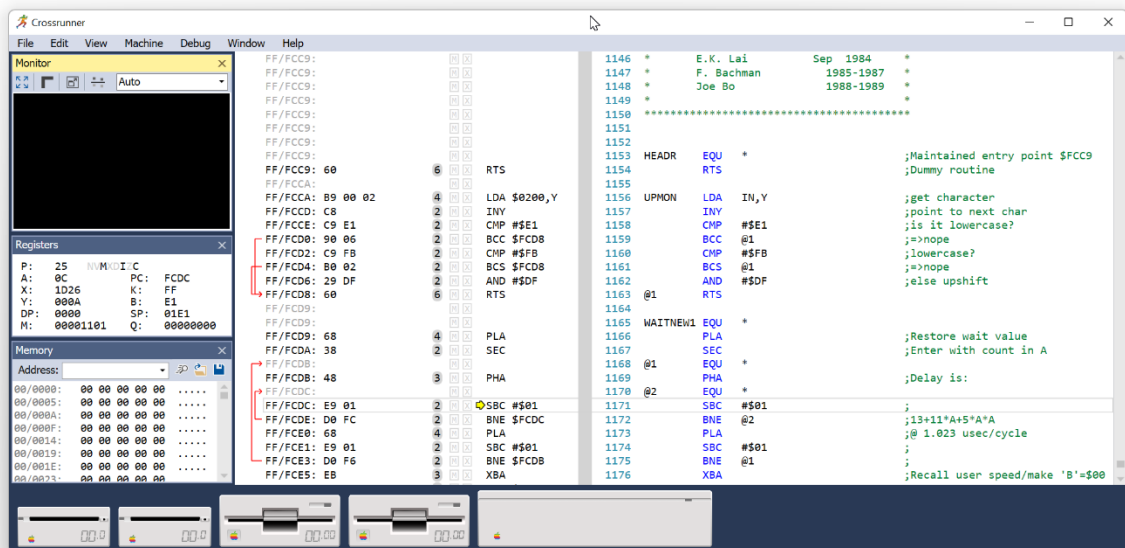 Crossrunner
File Edit View Machine Debug Window Help
Monitor
Auto
Registers
P: 25 NVMXDIZC
A: 0C PC: FCDC
X: 1D26 K: FF
Y: 000A B: E1
DP: 0000 SP: 01E1
M: 00001101 Q: 00000000
Memory
Address:
00/0000: 00 00 00 00 00 .....
00/0005: 00 00 00 00 00 .....
00/000A: 00 00 00 00 00 .....
00/000F: 00 00 00 00 00 .....
00/0014: 00 00 00 00 00 .....
00/0019: 00 00 00 00 00 .....
00/001E: 00 00 00 00 00 .....
00/0023: 00 00 00 00 00 .....
FF/FCC9: 1146 * E.K. Lai Sep 1984 *
FF/FCC9: 1147 * F. Bachman 1985-1987 *
FF/FCC9: 1148 * Joe Bo 1988-1989 *
FF/FCC9: 1149 * *
FF/FCC9: 1150 *****************************************
FF/FCC9: 1151
FF/FCC9: 1152
FF/FCC9: 1153 HEADR EQU * ;Maintained entry point $FCC9
FF/FCC9: 60 6 RTS 1154 RTS ;Dummy routine
FF/FCCA: 1155
FF/FCCA: B9 00 02 4 LDA $0200,Y 1156 UPMON LDA IN,Y ;get character
FF/FCCD: C8 2 INY 1157 INY ;point to next char
FF/FCCE: C9 E1 2 CMP #$E1 1158 CMP #$E1 ;is it lowercase?
FF/FCD0: 90 06 2 BCC $FCD8 1159 BCC @1 ;=>nope
FF/FCD2: C9 FB 2 CMP #$FB 1160 CMP #$FB ;lowercase?
FF/FCD4: B0 02 2 BCS $FCD8 1161 BCS @1 ;=>nope
FF/FCD6: 29 DF 2 AND #$DF 1162 AND #$DF ;else upshift
FF/FCD8: 60 6 RTS 1163 @1 RTS
FF/FCD9: 1164
FF/FCD9: 1165 WAITNEW1 EQU *
FF/FCD9: 68 4 PLA 1166 PLA ;Restore wait value
FF/FCDA: 38 2 SEC 1167 SEC ;Enter with count in A
FF/FCDB: 1168 @1 EQU *
FF/FCDB: 48 3 PHA 1169 PHA ;Delay is:
FF/FCDC: 1170 @2 EQU *
FF/FCDC: E9 01 2 SBC #$01 1171 SBC #$01 ;
FF/FCDE: D0 FC 2 BNE $FCDC 1172 BNE @2 ;13+11*A+5*A*A
FF/FCE0: 68 4 PLA 1173 PLA ;@ 1.023 usec/cycle
FF/FCE1: E9 01 2 SBC #$01 1174 SBC #$01 ;
FF/FCE3: D0 F6 2 BNE $FCDB 1175 BNE @1 ;
FF/FCE5: EB 3 XBA 1176 XBA ;Recall user speed/make 'B'=$00
00.0 00.0 00:00 00:00